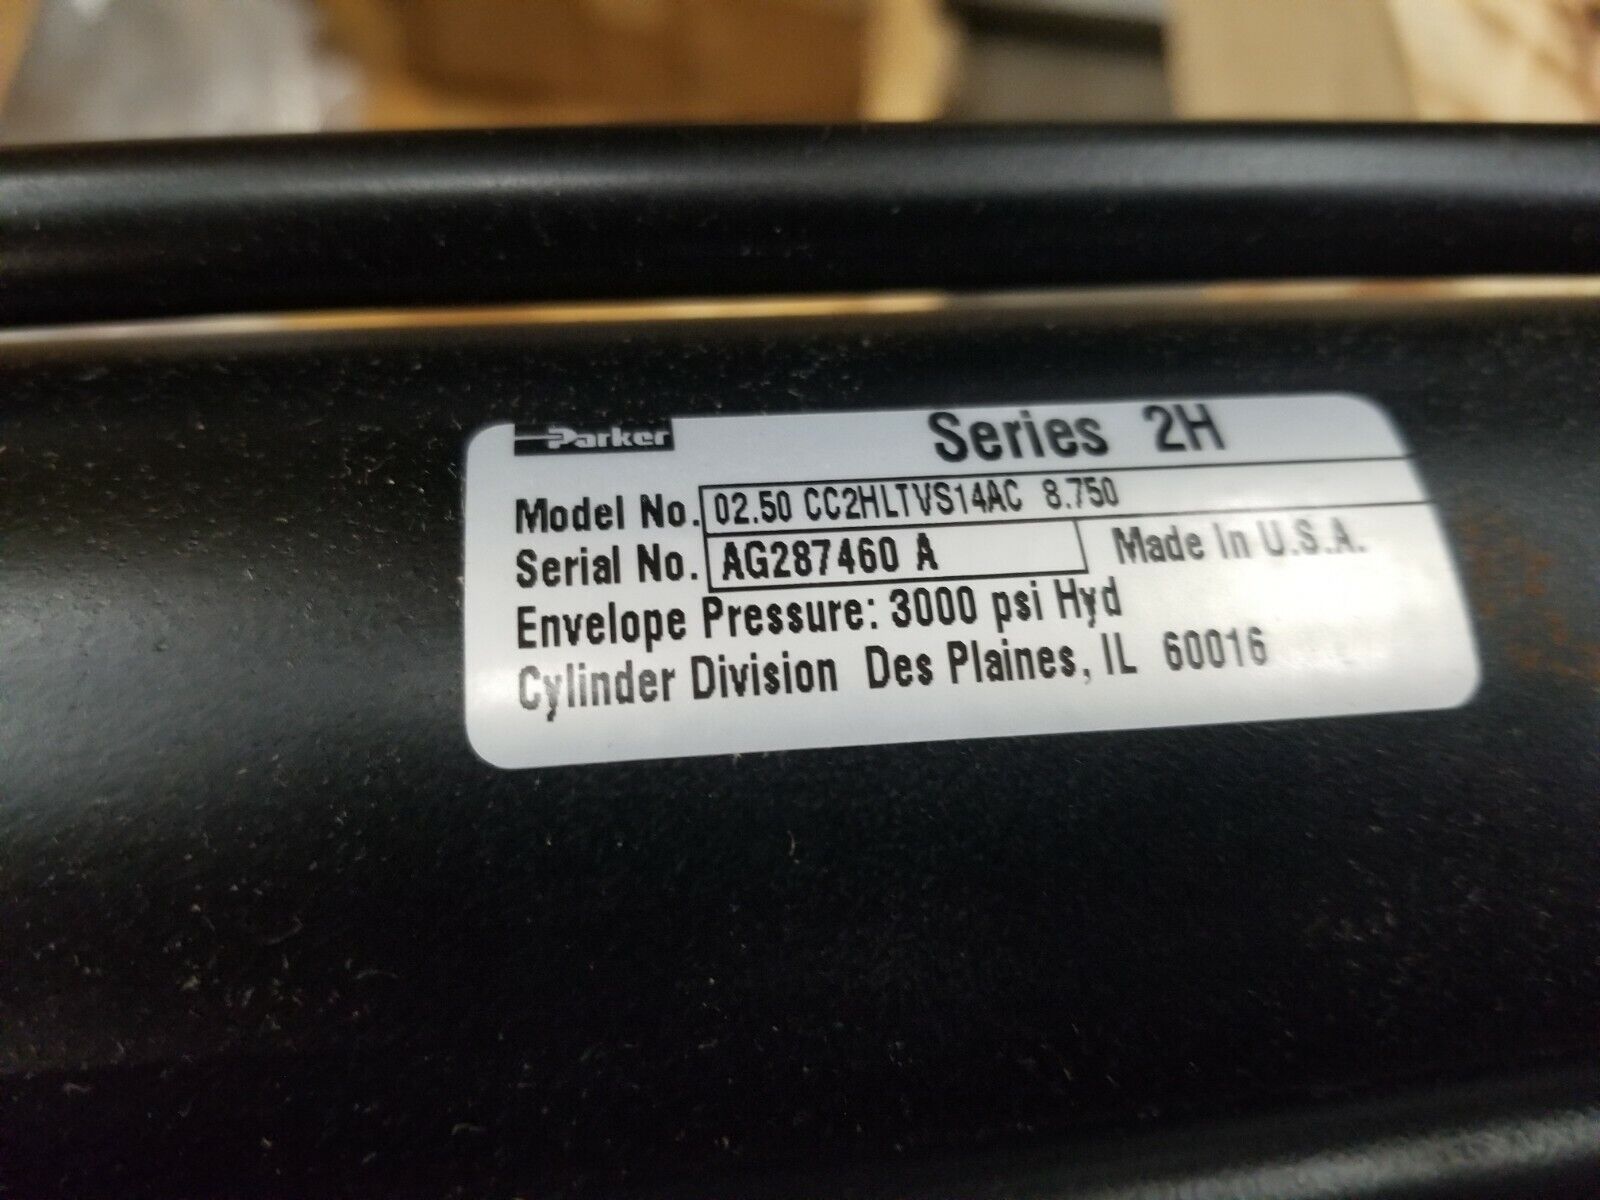 Parker Series 2H
Model No. 02.50 CC2HLTVS14AC 8.750
Serial No. AG287460 A Made In U.S.A.
Envelope Pressure: 3000 psi Hyd
Cylinder Division Des Plaines, IL 60016